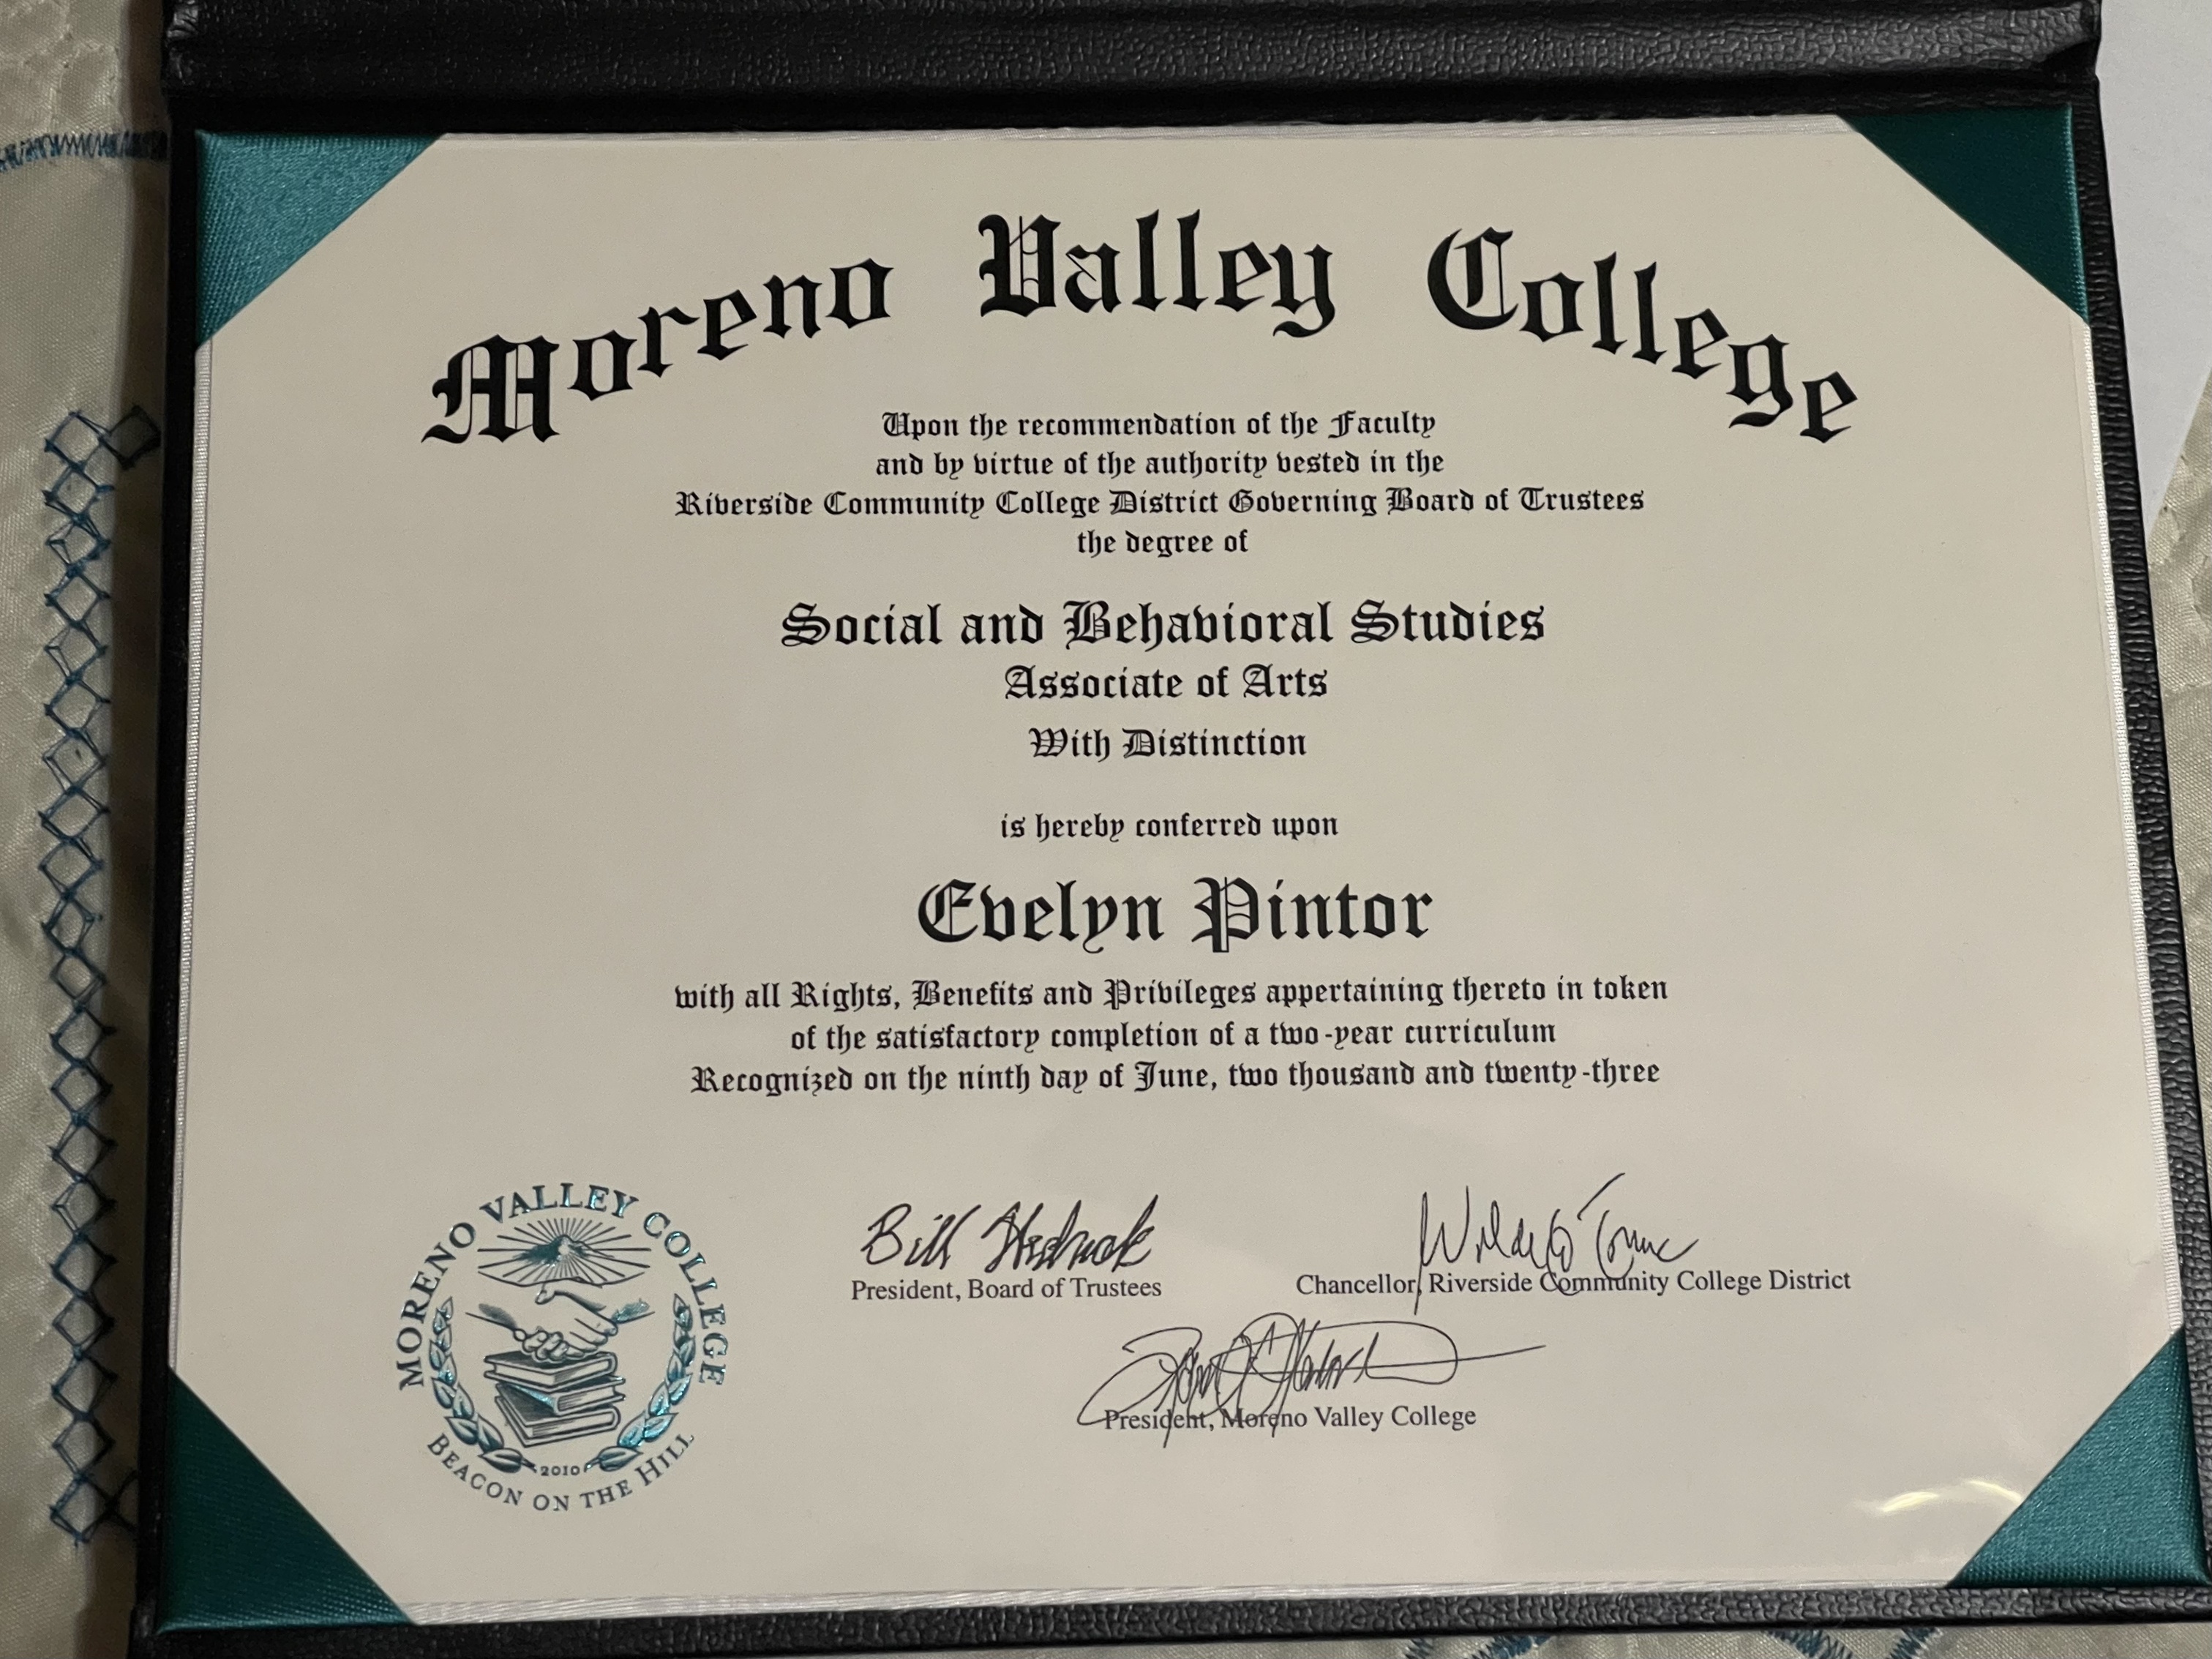 Moreno Valley College
Upon the recommendation of the Faculty
and by virtue of the authority vested in the
Riverside Community College District Governing Board of Trustees
the degree of
Social and Behavioral Studies
Associate of Arts
With Distinction
is hereby conferred upon
Evelyn Pintor
with all Rights, Benefits and Privileges appertaining thereto in token
of the satisfactory completion of a two-year curriculum
Recognized on the ninth day of June, two thousand and twenty-three
MORENO VALLEY COLLEGE
2010
BEACON ON THE HILL
Bill
President, Board of Trustees
Chancellor, Riverside Community College District
President, Moreno Valley College